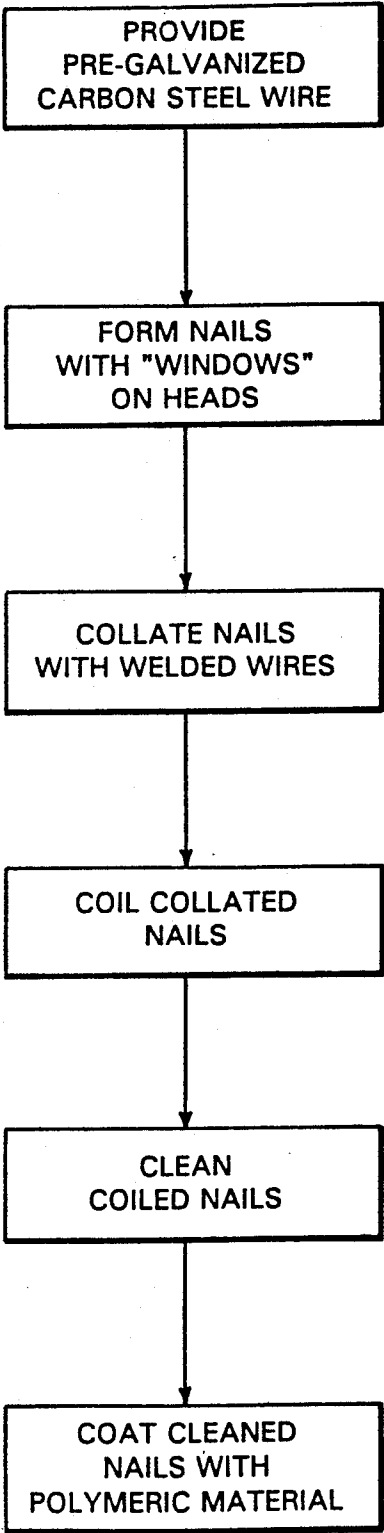 PROVIDE
PRE-GALVANIZED
CARBON STEEL WIRE
FORM NAILS
WITH "WINDOWS"
ON HEADS
COLLATE NAILS
WITH WELDED WIRES
COIL COLLATED
NAILS
CLEAN
COILED NAILS
COAT CLEANED
NAILS WITH
POLYMERIC MATERIAL